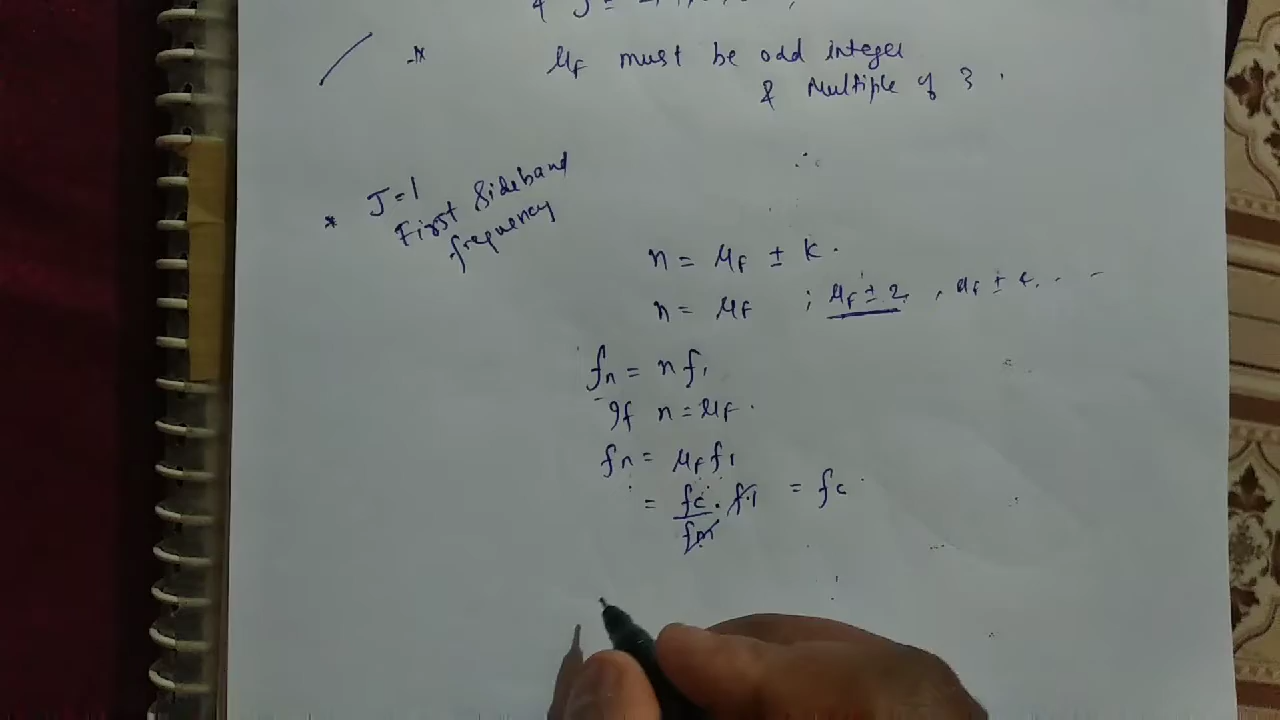 μF must be odd integer
& Multiple of 3.
* J=1
First Sideband
frequency
n = μF ± k.
n = μF ; μF ± 2, μF ± 4. . -
fn = n f1
If n = μF.
fn = μF f1
= fc/fm . f1 = fc.